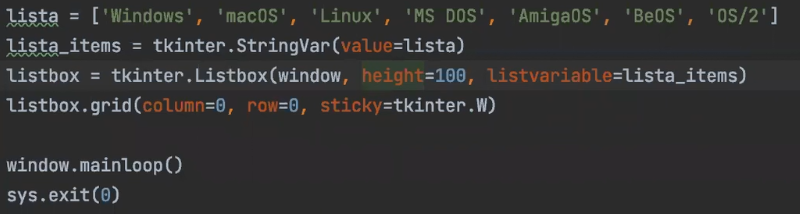 lista = ['Windows', 'macOS', 'Linux', 'MS DOS', 'AmigaOS', 'BeOS', 'OS/2']
lista_items = tkinter.StringVar(value=lista)
listbox = tkinter.Listbox(window, height=100, listvariable=lista_items)
listbox.grid(column=0, row=0, sticky=tkinter.W)
window.mainloop()
sys.exit(0)